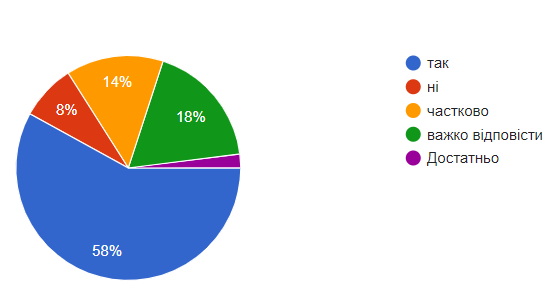 14%
8%
18%
58%
так
ні
частково
важко відповісти
Достатньо